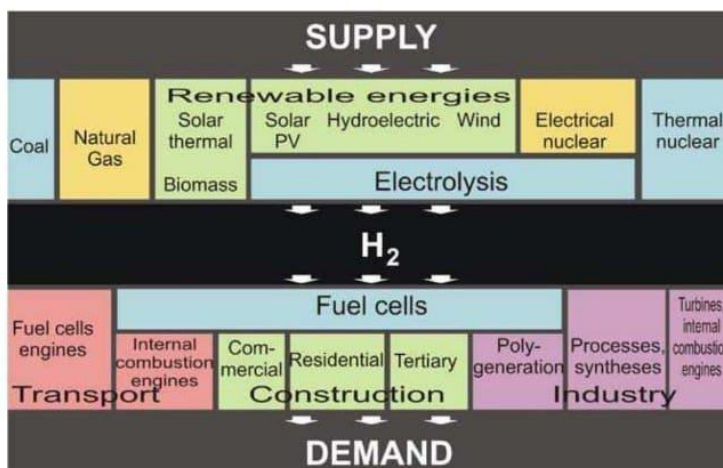 SUPPLY
Renewable energies
Coal
Natural
Gas
Solar
thermal
Biomass
Solar
PV
Hydroelectric
Wind
Electrical
nuclear
Thermal
nuclear
Electrolysis
H₂
Fuel cells
Fuel cells
engines
Internal
combustion
engines
Com-
mercial
Residential
Tertiary
Poly-
generation
Processes,
syntheses
Turbines,
internal
combustion
engines
Transport
Construction
Industry
DEMAND